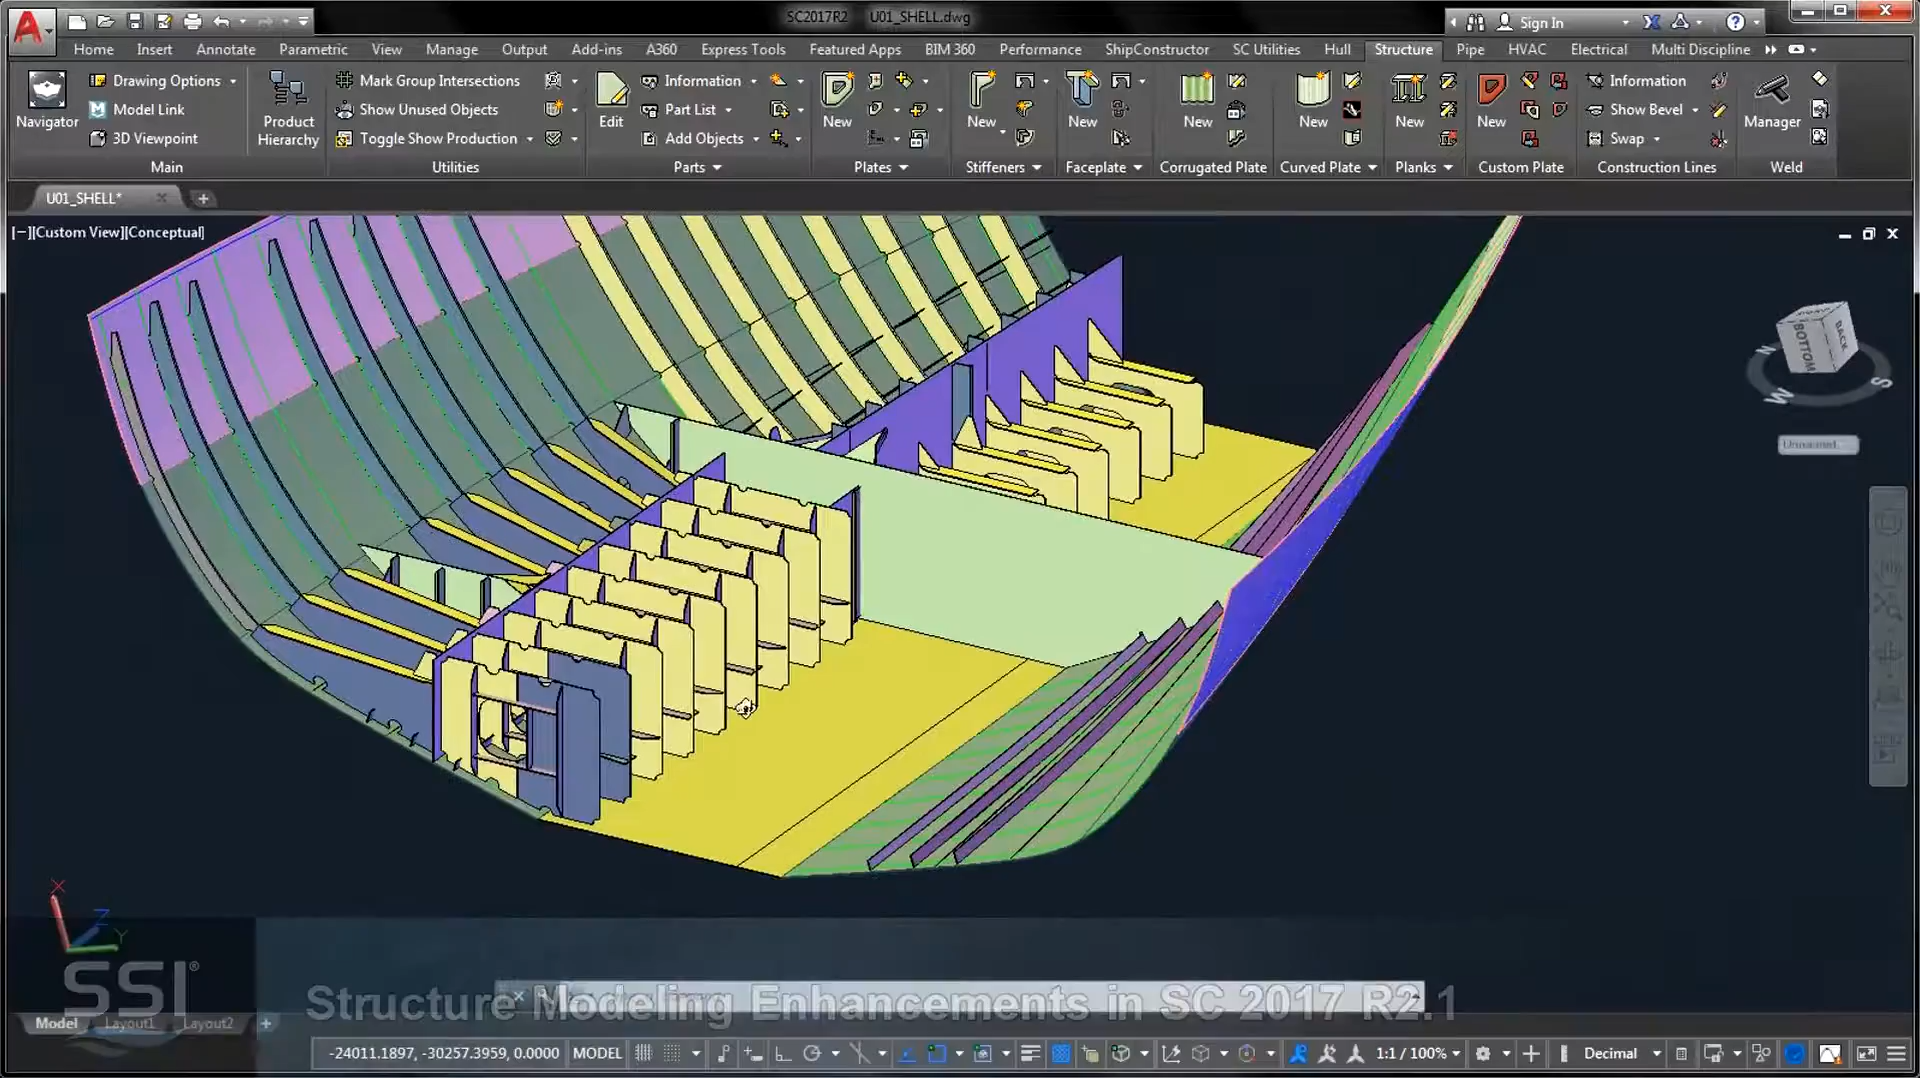 SC2017R2 U01_SHELL.dwg
Sign In
Home Insert Annotate Parametric View Manage Output Add-ins A360 Express Tools Featured Apps BIM 360 Performance ShipConstructor SC Utilities Hull Structure Pipe HVAC Electrical Multi Discipline
Navigator
Drawing Options
Model Link
3D Viewpoint
Product Hierarchy
Mark Group Intersections
Show Unused Objects
Toggle Show Production
Edit
Information
Part List
Add Objects
New
New
New
New
New
New
New
Information
Show Bevel
Swap
Manager
Main Utilities Parts Plates Stiffeners Faceplate Corrugated Plate Curved Plate Planks Custom Plate Construction Lines Weld
U01_SHELL*
[−][Custom View][Conceptual]
BOTTOM
BACK
N
W
S
Unnamed
X
Z
Y
SSI®
Structure Modeling Enhancements in SC 2017 R2.1
Model Layout1 Layout2
-24011.1897, -30257.3959, 0.0000 MODEL 1:1 / 100% Decimal